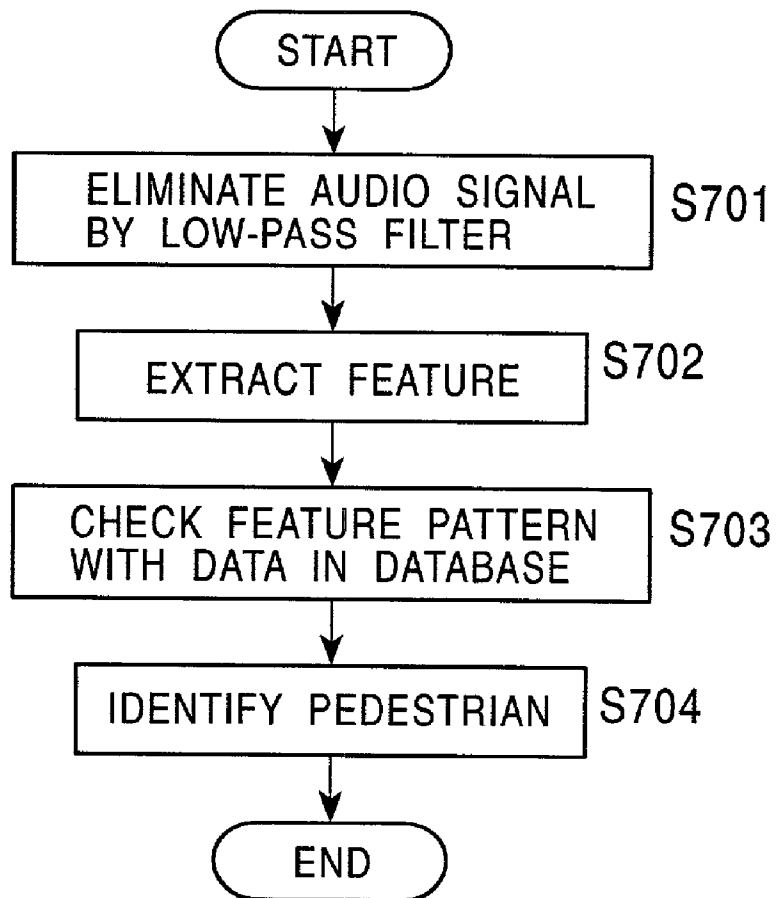 START
ELIMINATE AUDIO SIGNAL
BY LOW-PASS FILTER
S701
EXTRACT FEATURE
S702
CHECK FEATURE PATTERN
WITH DATA IN DATABASE
S703
IDENTIFY PEDESTRIAN
S704
END